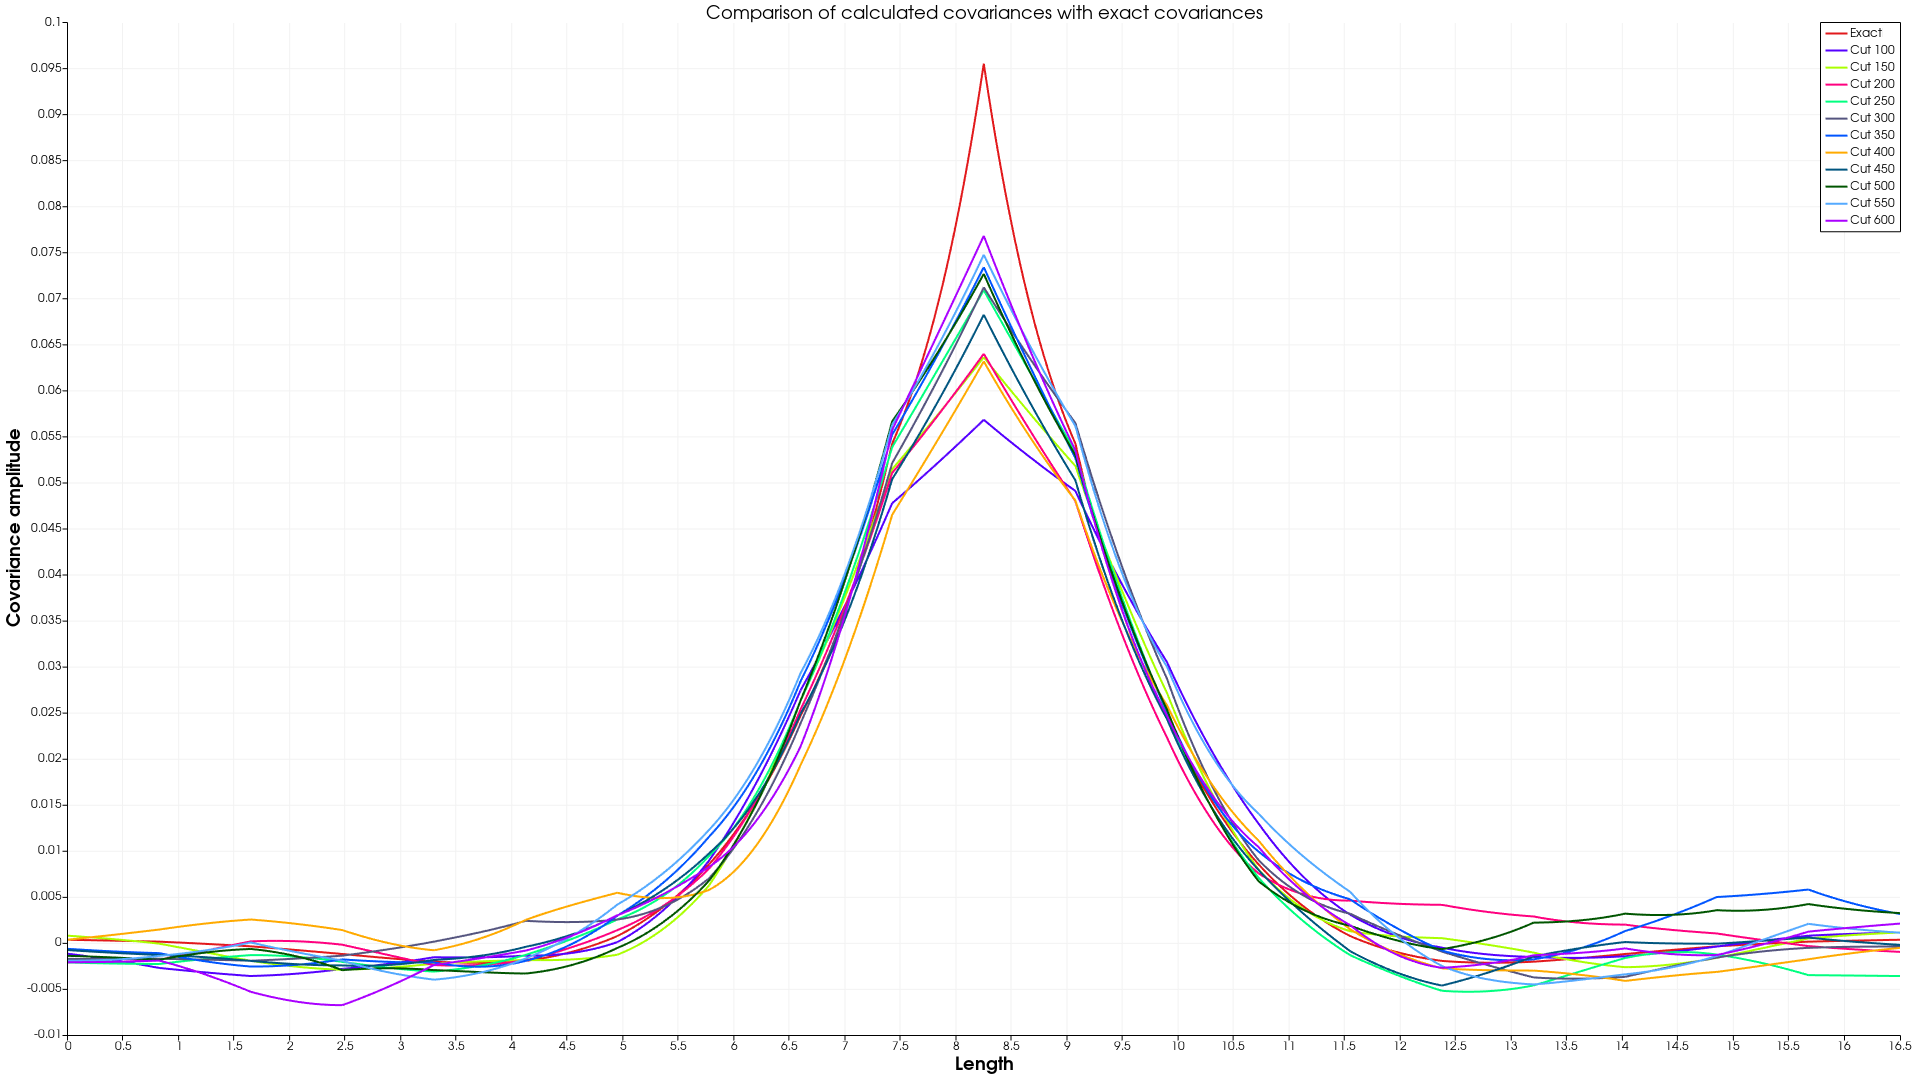 Comparison of calculated covariances with exact covariances
0.1
0.095
0.09
0.085
0.08
0.075
0.07
0.065
0.06
0.055
0.05
0.045
0.04
0.035
0.03
0.025
0.02
0.015
0.01
0.005
0
-0.005
-0.01
Covariance amplitude
Exact
Cut 100
Cut 150
Cut 200
Cut 250
Cut 300
Cut 350
Cut 400
Cut 450
Cut 500
Cut 550
Cut 600
0 0.5 1 1.5 2 2.5 3 3.5 4 4.5 5 5.5 6 6.5 7 7.5 8 8.5 9 9.5 10 10.5 11 11.5 12 12.5 13 13.5 14 14.5 15 15.5 16 16.5
Length